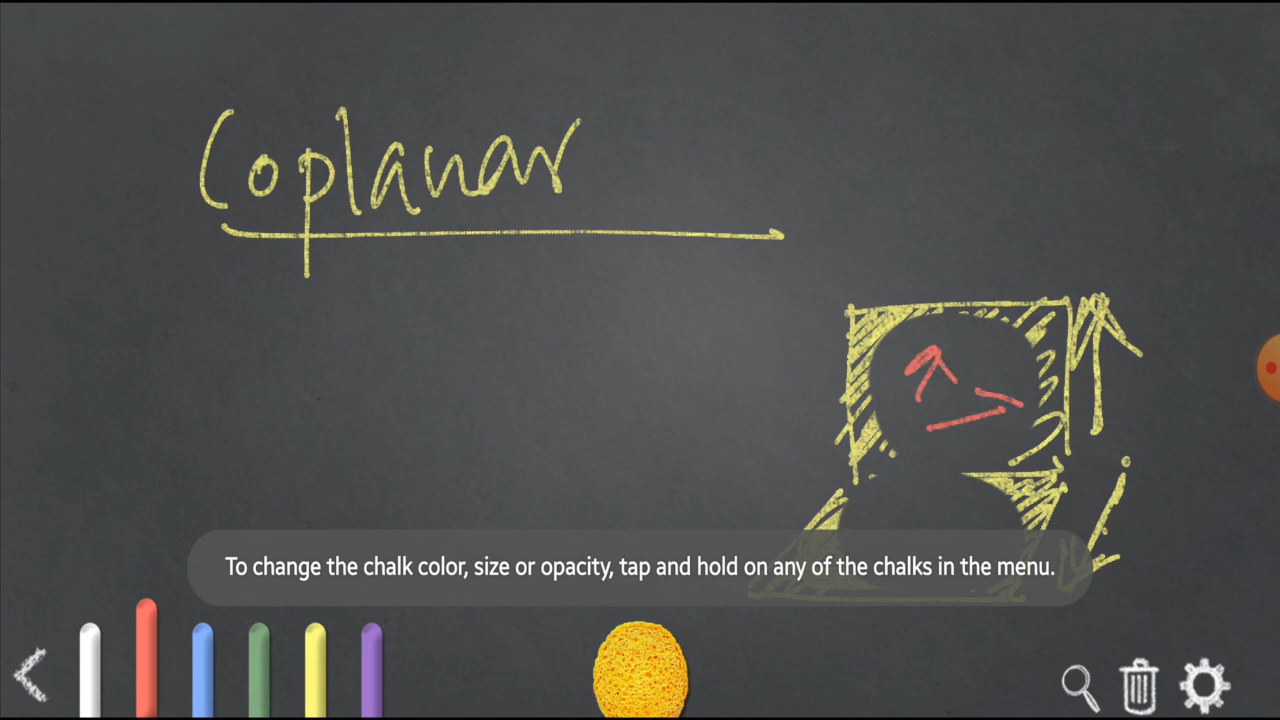 Coplanar
To change the chalk color, size or opacity, tap and hold on any of the chalks in the menu.